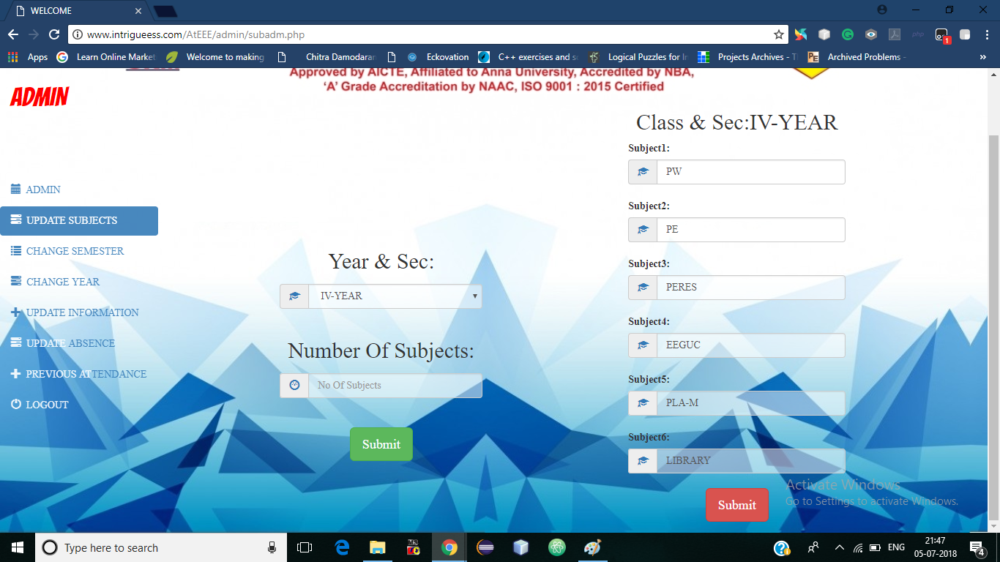 WELCOME
www.intrigueess.com/AtEEE/admin/subadm.php
Apps
Learn Online Market
Welcome to making
Chitra Damodaran
Eckovation
C++ exercises and so
Logical Puzzles for In
Projects Archives - T
Archived Problems -
»
Approved by AICTE, Affiliated to Anna University, Accredited by NBA,
‘A’ Grade Accreditation by NAAC, ISO 9001 : 2015 Certified
ADMIN
ADMIN
UPDATE SUBJECTS
CHANGE SEMESTER
CHANGE YEAR
UPDATE INFORMATION
UPDATE ABSENCE
PREVIOUS ATTENDANCE
LOGOUT
Year & Sec:
IV-YEAR
Number Of Subjects:
No Of Subjects
Submit
Class & Sec:IV-YEAR
Subject1:
PW
Subject2:
PE
Subject3:
PERES
Subject4:
EEGUC
Subject5:
PLA-M
Subject6:
LIBRARY
Submit
Activate Windows
Go to Settings to activate Windows.
Type here to search
ENG
21:47
05-07-2018
4